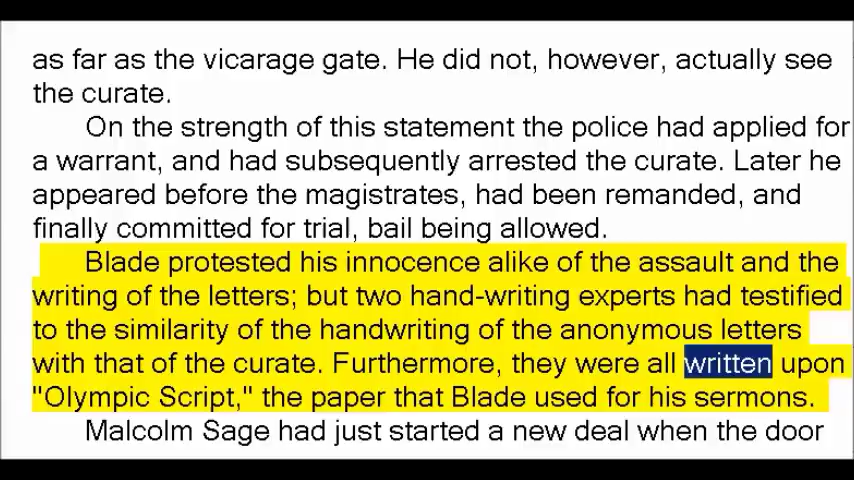 as far as the vicarage gate. He did not, however, actually see
the curate.
On the strength of this statement the police had applied for
a warrant, and had subsequently arrested the curate. Later he
appeared before the magistrates, had been remanded, and
finally committed for trial, bail being allowed.
Blade protested his innocence alike of the assault and the
writing of the letters; but two hand-writing experts had testified
to the similarity of the handwriting of the anonymous letters
with that of the curate. Furthermore, they were all written upon
"Olympic Script," the paper that Blade used for his sermons.
Malcolm Sage had just started a new deal when the door